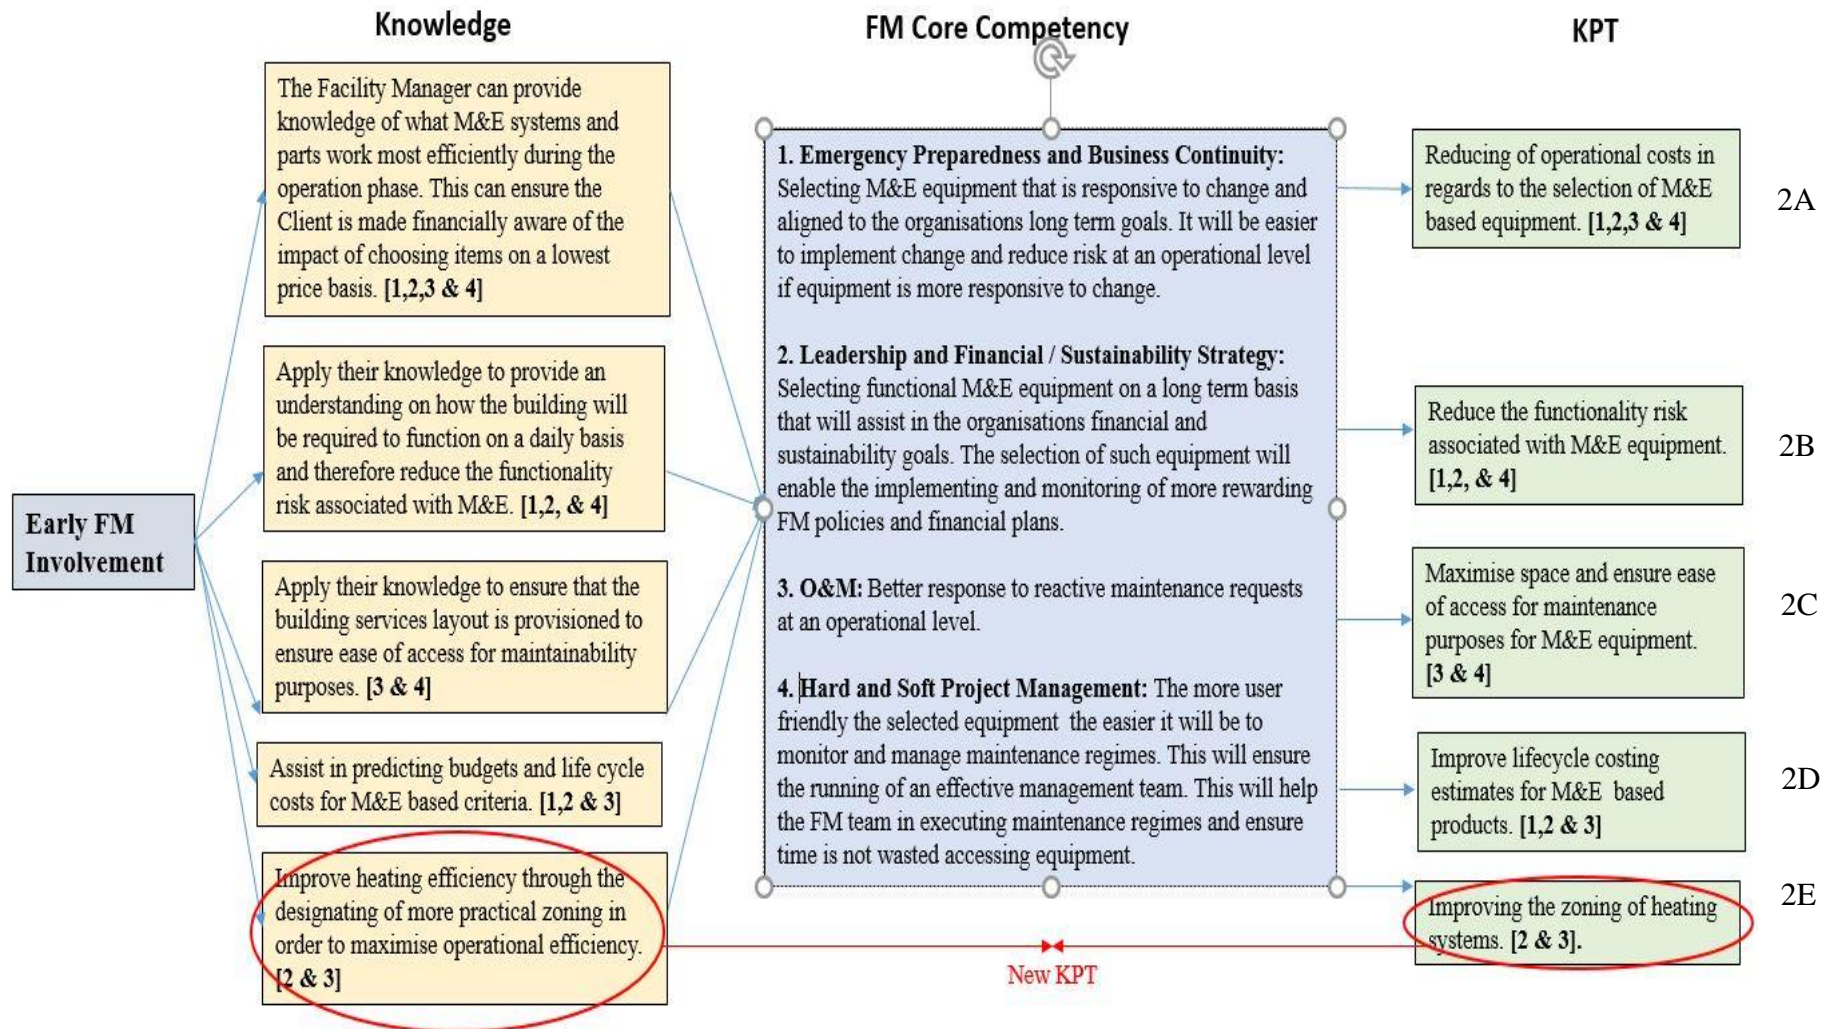 Knowledge
FM Core Competency
KPT
Early FM
Involvement
The Facility Manager can provide
knowledge of what M&E systems and
parts work most efficiently during the
operation phase. This can ensure the
Client is made financially aware of the
impact of choosing items on a lowest
price basis. [1,2,3 & 4]
Apply their knowledge to provide an
understanding on how the building will
be required to function on a daily basis
and therefore reduce the functionality
risk associated with M&E. [1,2, & 4]
Apply their knowledge to ensure that the
building services layout is provisioned to
ensure ease of access for maintainability
purposes. [3 & 4]
Assist in predicting budgets and life cycle
costs for M&E based criteria. [1,2 & 3]
Improve heating efficiency through the
designating of more practical zoning in
order to maximise operational efficiency.
[2 & 3]
1. Emergency Preparedness and Business Continuity:
Selecting M&E equipment that is responsive to change and
aligned to the organisations long term goals. It will be easier
to implement change and reduce risk at an operational level
if equipment is more responsive to change.
2. Leadership and Financial / Sustainability Strategy:
Selecting functional M&E equipment on a long term basis
that will assist in the organisations financial and
sustainability goals. The selection of such equipment will
enable the implementing and monitoring of more rewarding
FM policies and financial plans.
3. O&M: Better response to reactive maintenance requests
at an operational level.
4. Hard and Soft Project Management: The more user
friendly the selected equipment the easier it will be to
monitor and manage maintenance regimes. This will ensure
the running of an effective management team. This will help
the FM team in executing maintenance regimes and ensure
time is not wasted accessing equipment.
New KPT
Reducing of operational costs in
regards to the selection of M&E
based equipment. [1,2,3 & 4]
2A
Reduce the functionality risk
associated with M&E equipment.
[1,2, & 4]
2B
Maximise space and ensure ease
of access for maintenance
purposes for M&E equipment.
[3 & 4]
2C
Improve lifecycle costing
estimates for M&E based
products. [1,2 & 3]
2D
Improving the zoning of heating
systems. [2 & 3].
2E